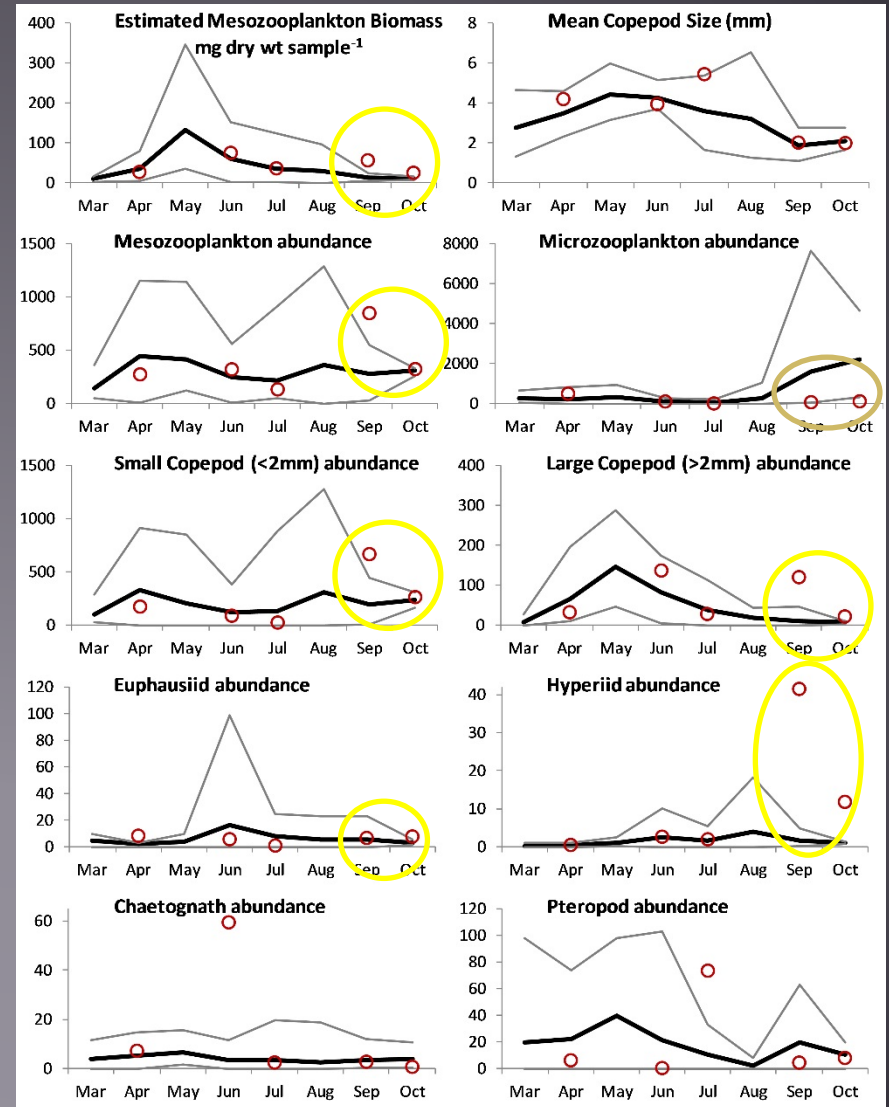 Estimated Mesozooplankton Biomass
mg dry wt sample-1
400
300
200
100
0
Mar Apr May Jun Jul Aug Sep Oct
Mean Copepod Size (mm)
8
6
4
2
0
Mar Apr May Jun Jul Aug Sep Oct
Mesozooplankton abundance
1500
1000
500
0
Mar Apr May Jun Jul Aug Sep Oct
Microzooplankton abundance
8000
6000
4000
2000
0
Mar Apr May Jun Jul Aug Sep Oct
Small Copepod (<2mm) abundance
1500
1000
500
0
Mar Apr May Jun Jul Aug Sep Oct
Large Copepod (>2mm) abundance
400
300
200
100
0
Mar Apr May Jun Jul Aug Sep Oct
Euphausiid abundance
120
100
80
60
40
20
0
Mar Apr May Jun Jul Aug Sep Oct
Hyperiid abundance
40
30
20
10
0
Mar Apr May Jun Jul Aug Sep Oct
Chaetognath abundance
60
40
20
0
Mar Apr May Jun Jul Aug Sep Oct
Pteropod abundance
120
100
80
60
40
20
0
Mar Apr May Jun Jul Aug Sep Oct